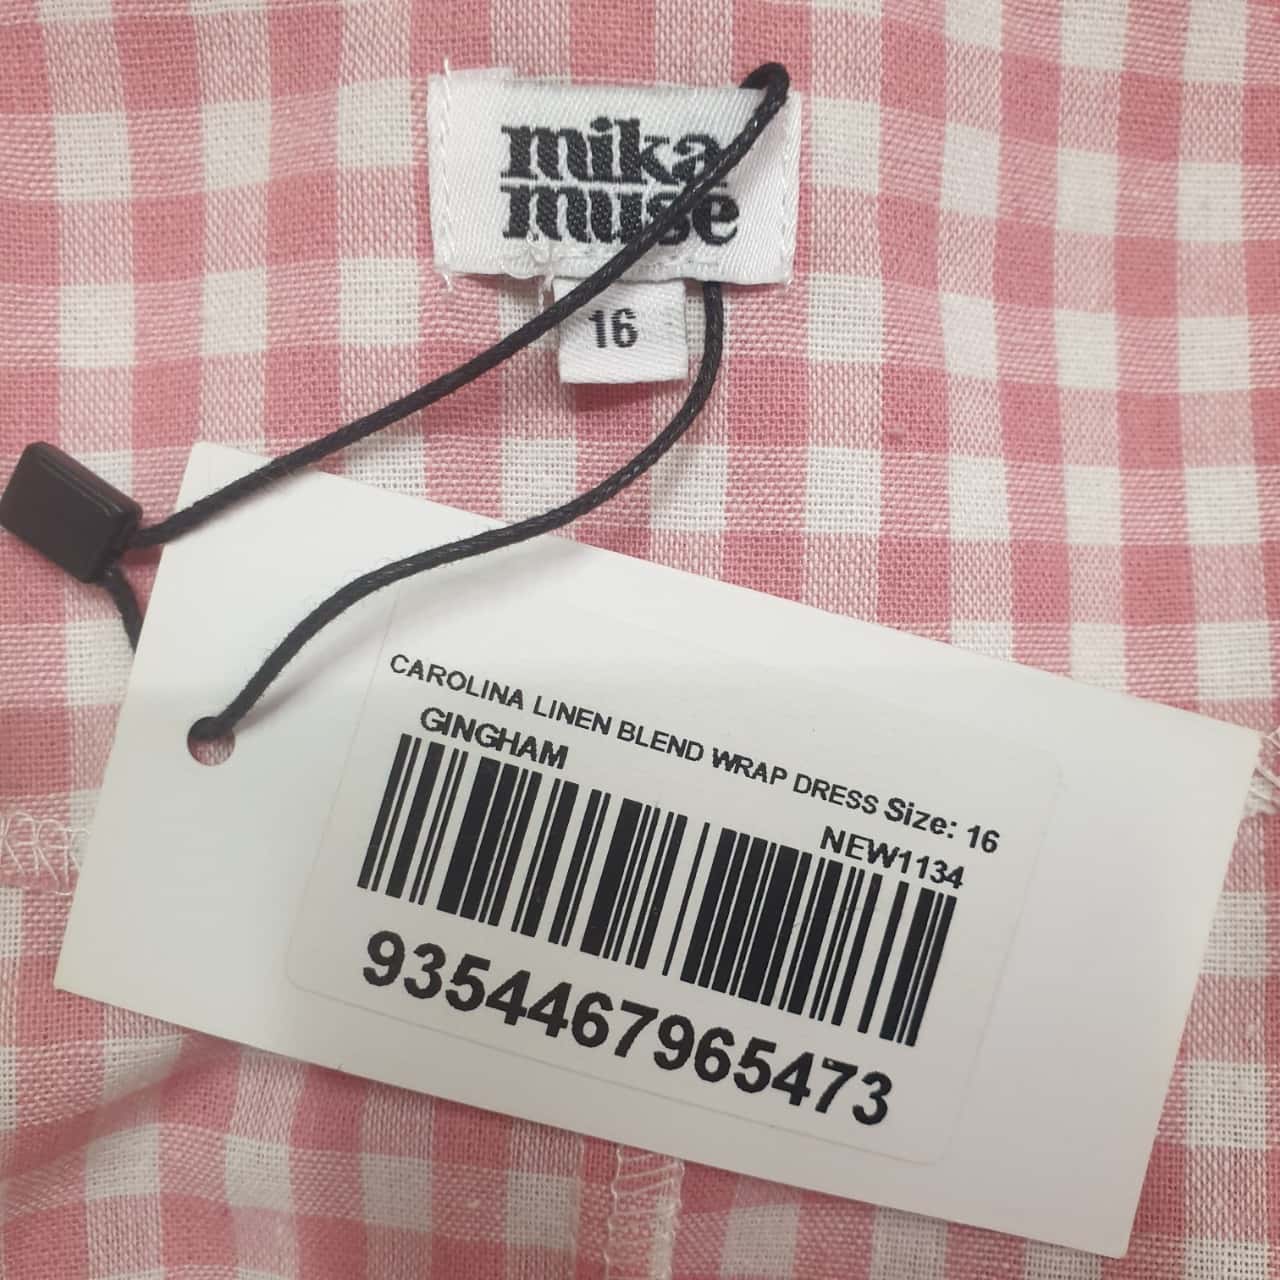 mika
muse
16
CAROLINA LINEN BLEND WRAP DRESS Size: 16
GINGHAM
NEW1134
9354467965473